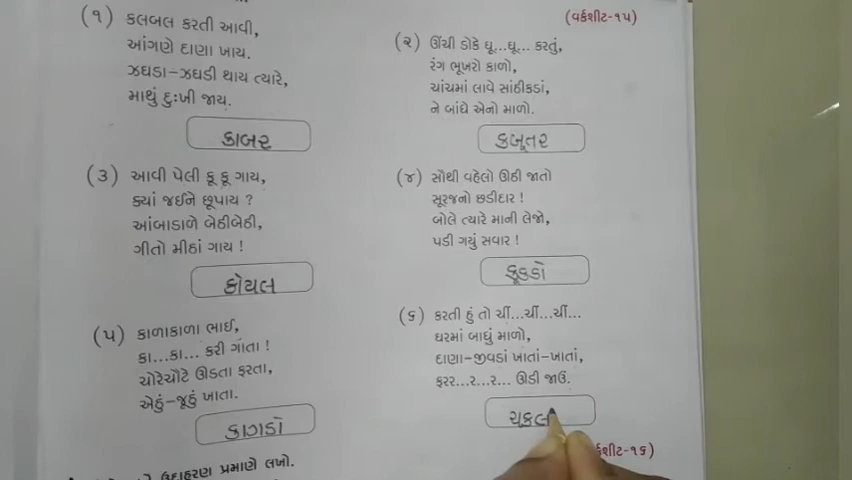 (વર્કશીટ-૧૫)
(૧) કલબલ કરતી આવી,
આંગણે દાણા ખાય.
ઝઘડા-ઝઘડી થાય ત્યારે,
માથું દુઃખી જાય.
કાબર
(૨) ઊંચી ડોકે ઘૂ...ઘૂ... કરતું,
રંગ ભૂખરો કાળો,
ચાંચમાં લાવે સાંઠીકડાં,
ને બાંધે એનો માળો.
કબૂતર
(૩) આવી પેલી કૂ કૂ ગાય,
ક્યાં જઈને છૂપાય ?
આંબાડાળે બેઠીબેઠી,
ગીતો મીઠાં ગાય !
કોયલ
(૪) સૌથી વહેલો ઊઠી જાતો
સૂરજનો છડીદાર !
બોલે ત્યારે માની લેજો,
પડી ગયું સવાર !
કૂકડો
(૫) કાળાકાળા ભાઈ,
કા...કા... કરી ગાતા !
ચોરેચૌટે ઊડતા ફરતા,
એઠું-જૂઠું ખાતા.
કાગડો
(૬) કરતી હું તો ચીં...ચીં...ચીં...
ઘરમાં બાંધું માળો,
દાણા-જીવડાં ખાતાં-ખાતાં,
ફરર...ર...ર... ઊડી જાઉં.
ચકલ
ઉદાહરણ પ્રમાણે લખો.